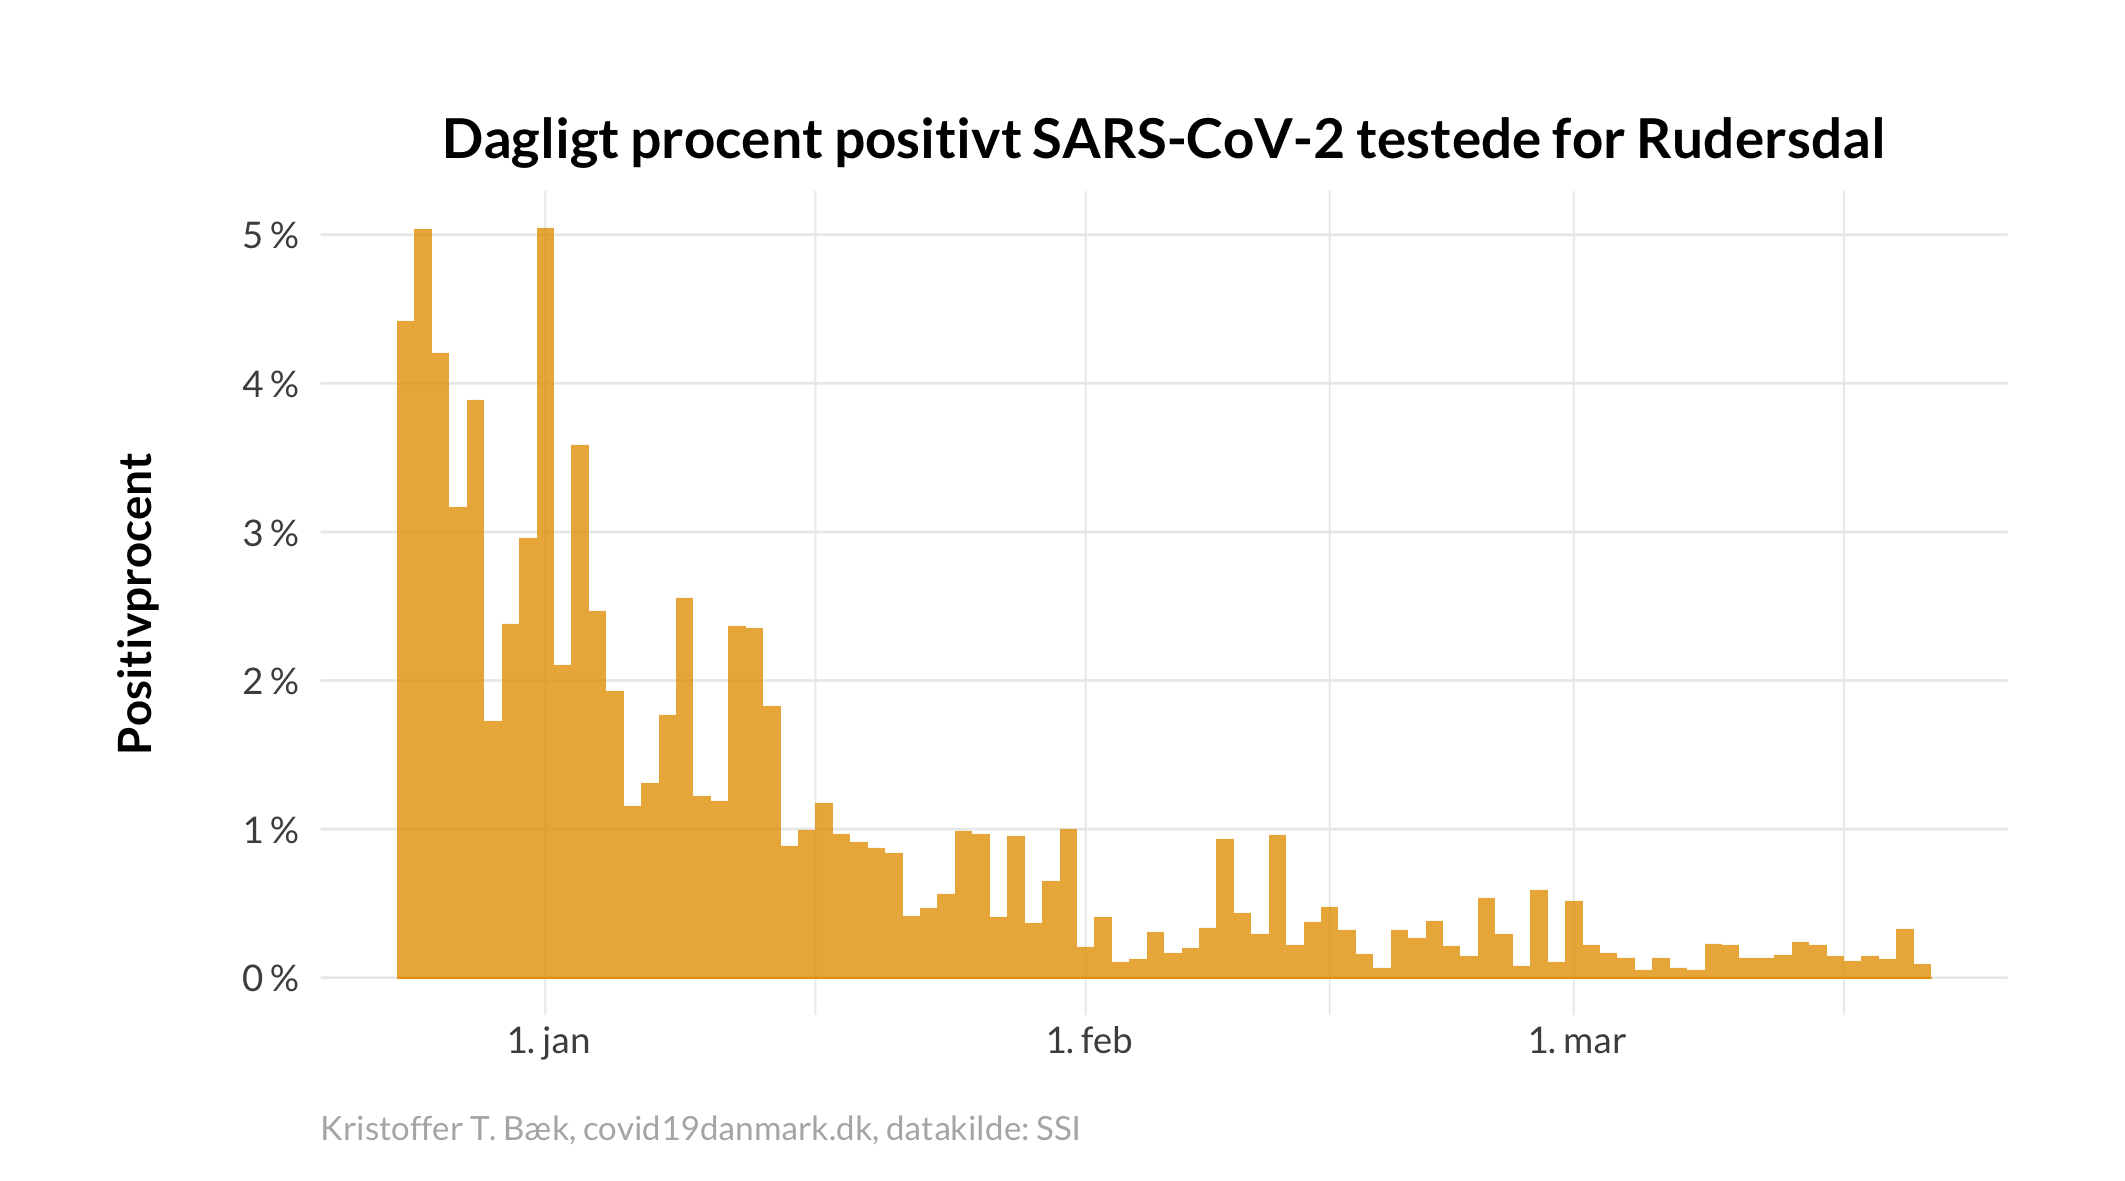 Dagligt procent positivt SARS-CoV-2 testede for Rudersdal
Positivprocent
5 %
4 %
3 %
2 %
1 %
0 %
1. jan
1. feb
1. mar
Kristoffer T. Bæk, covid19danmark.dk, datakilde: SSI